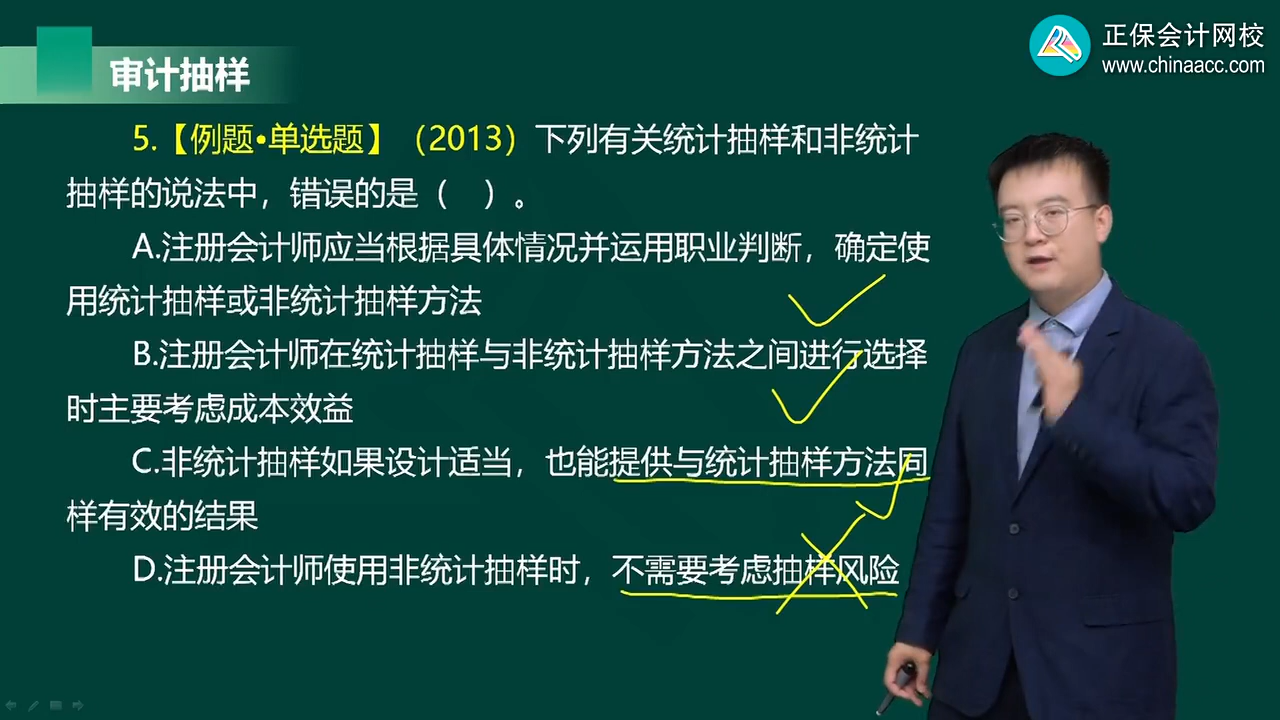 正保会计网校
www.chinaacc.com
审计抽样
5.【例题•单选题】（2013）下列有关统计抽样和非统计
抽样的说法中，错误的是（　）。
A.注册会计师应当根据具体情况并运用职业判断，确定使
用统计抽样或非统计抽样方法
B.注册会计师在统计抽样与非统计抽样方法之间进行选择
时主要考虑成本效益
C.非统计抽样如果设计适当，也能提供与统计抽样方法同
样有效的结果
D.注册会计师使用非统计抽样时，不需要考虑抽样风险